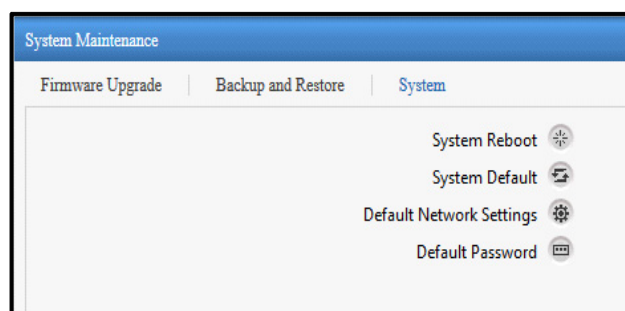 System Maintenance
Firmware Upgrade Backup and Restore System
System Reboot
System Default
Default Network Settings
Default Password